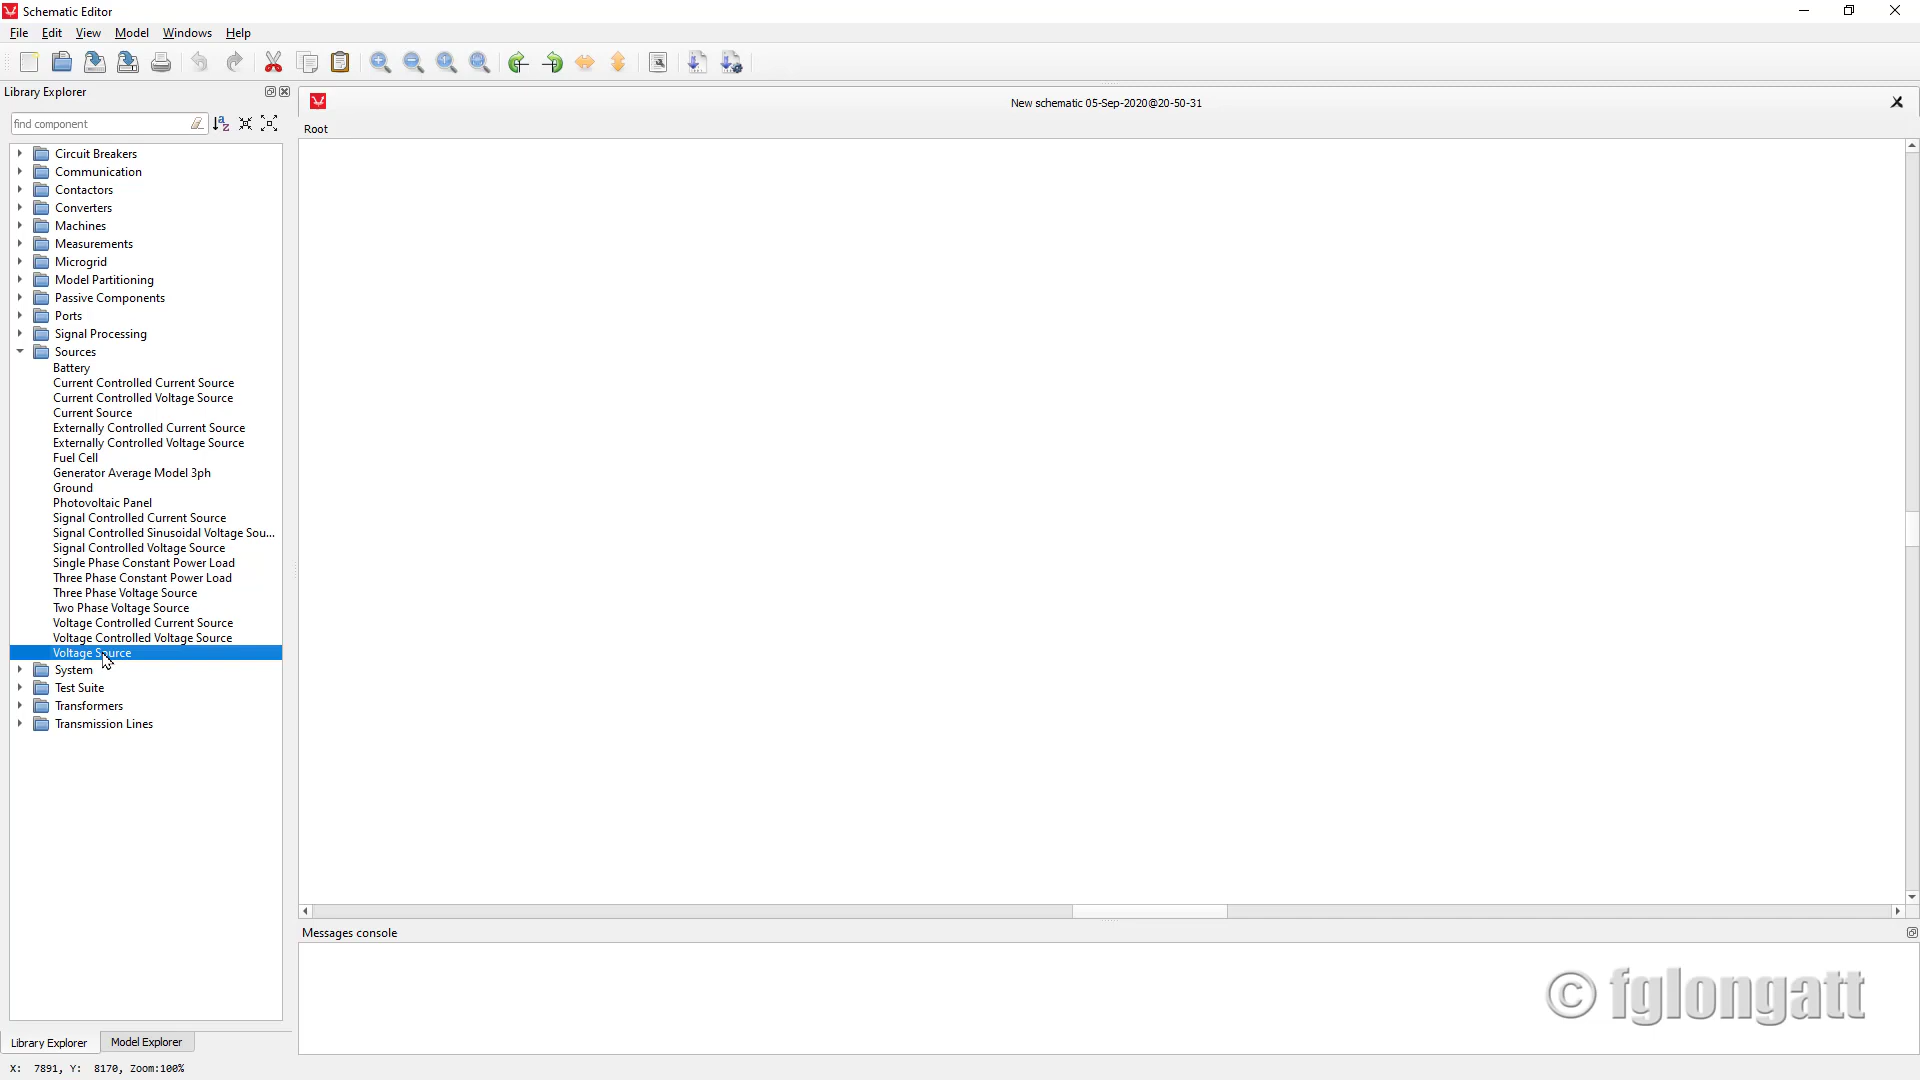 Schematic Editor
File Edit View Model Windows Help
Library Explorer
find component
New schematic 05-Sep-2020@20-50-31
Root
Circuit Breakers
Communication
Contactors
Converters
Machines
Measurements
Microgrid
Model Partitioning
Passive Components
Ports
Signal Processing
Sources
Battery
Current Controlled Current Source
Current Controlled Voltage Source
Current Source
Externally Controlled Current Source
Externally Controlled Voltage Source
Fuel Cell
Generator Average Model 3ph
Ground
Photovoltaic Panel
Signal Controlled Current Source
Signal Controlled Sinusoidal Voltage Sou...
Signal Controlled Voltage Source
Single Phase Constant Power Load
Three Phase Constant Power Load
Three Phase Voltage Source
Two Phase Voltage Source
Voltage Controlled Current Source
Voltage Controlled Voltage Source
Voltage Source
System
Test Suite
Transformers
Transmission Lines
Messages console
© fglongatt
Library Explorer Model Explorer
X: 7891, Y: 8170, Zoom:100%